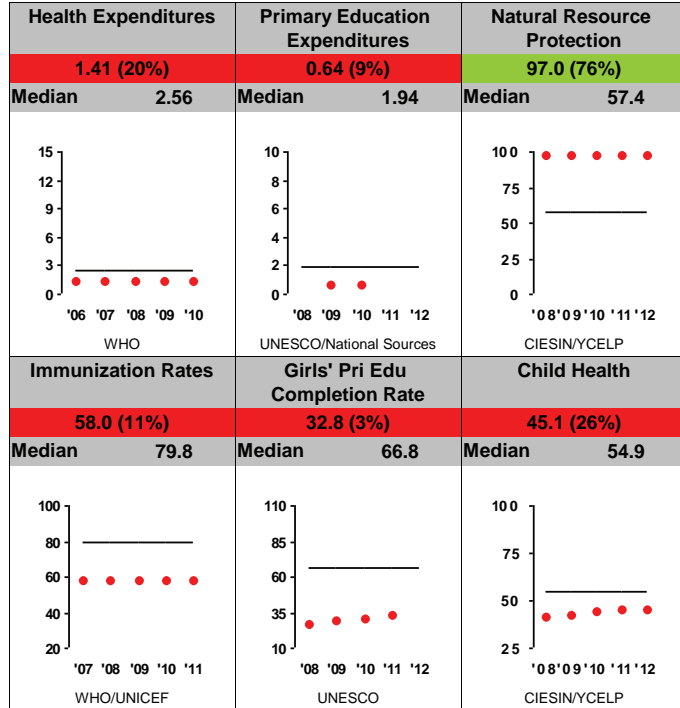 Health Expenditures
1.41 (20%)
Median 2.56
15
12
9
6
3
0
'06 '07 '08 '09 '10
WHO
Primary Education
Expenditures
0.64 (9%)
Median 1.94
10
8
6
4
2
0
'08 '09 '10 '11 '12
UNESCO/National Sources
Natural Resource
Protection
97.0 (76%)
Median 57.4
100
75
50
25
0
'08 '09 '10 '11 '12
CIESIN/YCELP
Immunization Rates
58.0 (11%)
Median 79.8
100
80
60
40
20
'07 '08 '09 '10 '11
WHO/UNICEF
Girls' Pri Edu
Completion Rate
32.8 (3%)
Median 66.8
110
85
60
35
10
'08 '09 '10 '11 '12
UNESCO
Child Health
45.1 (26%)
Median 54.9
100
75
50
25
'08 '09 '10 '11 '12
CIESIN/YCELP